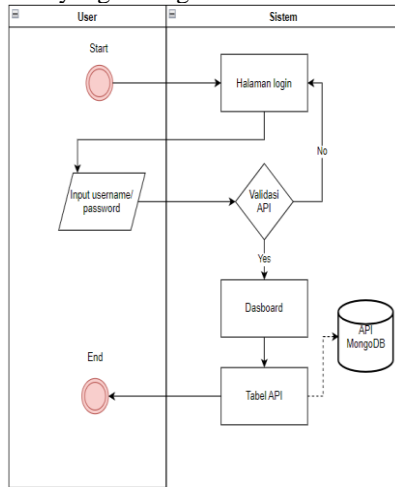 User
Sistem
Start
Halaman login
No
Input username/
password
Validasi
API
Yes
Dasboard
API
MongoDB
End
Tabel API